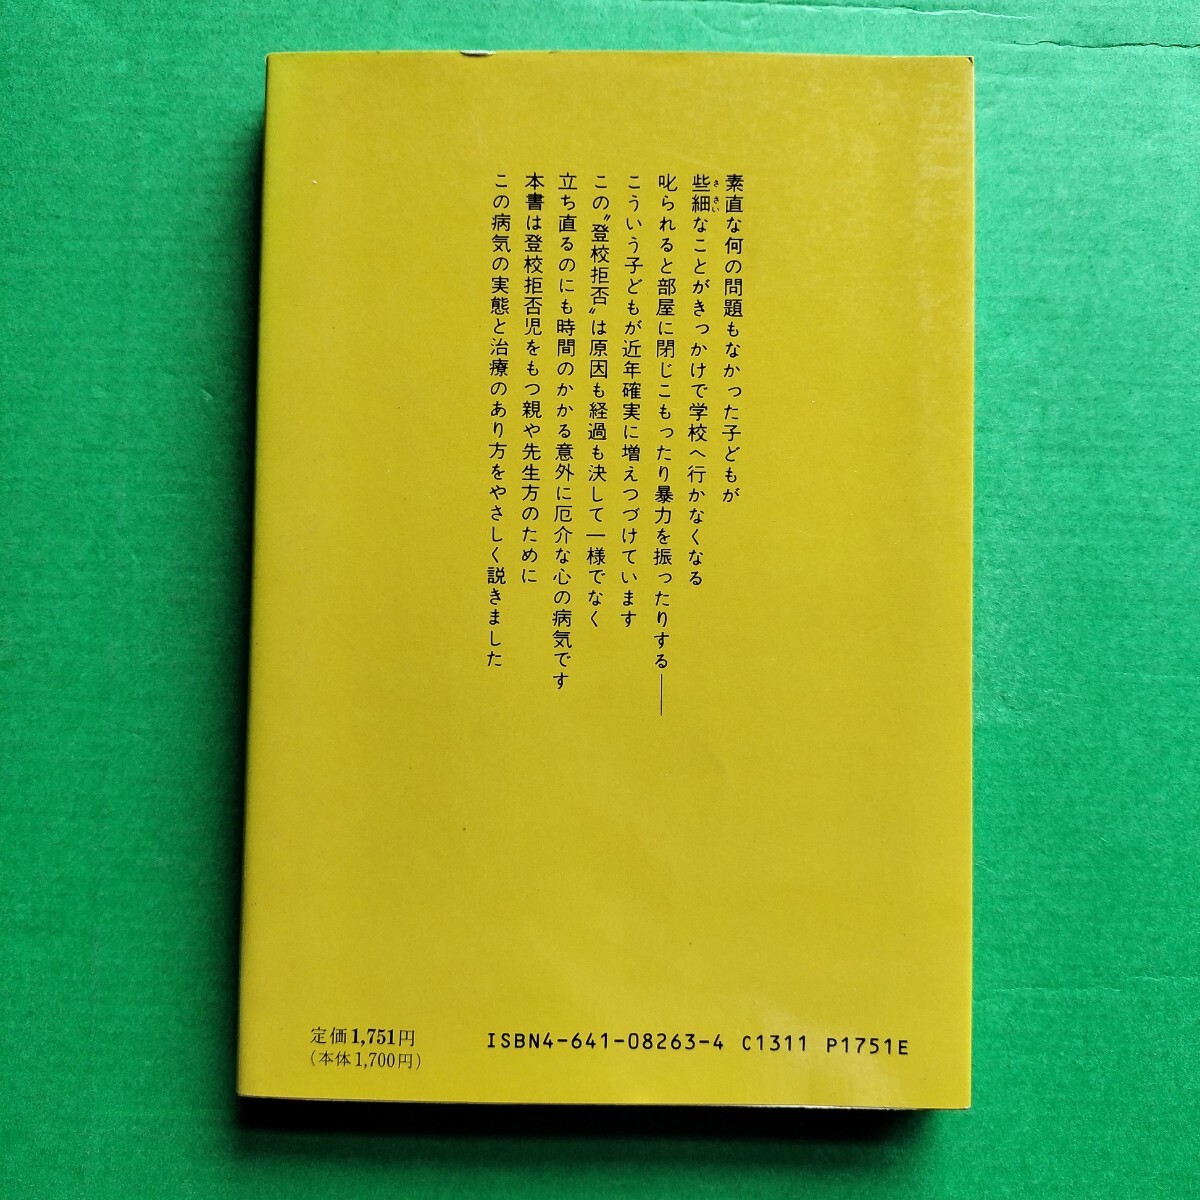 素直な何の問題もなかった子どもが
些細なことがきっかけで学校へ行かなくなる
ささい
叱られると部屋に閉じこもったり暴力を振ったりする──
こういう子どもが近年確実に増えつづけています
この〝登校拒否〟は原因も経過も決して一様でなく
立ち直るのにも時間のかかる意外に厄介な心の病気です
本書は登校拒否児をもつ親や先生方のために
この病気の実態と治療のあり方をやさしく説きました
定価1,751円
(本体1,700円)
ISBN4-641-08263-4 C1311 P1751E